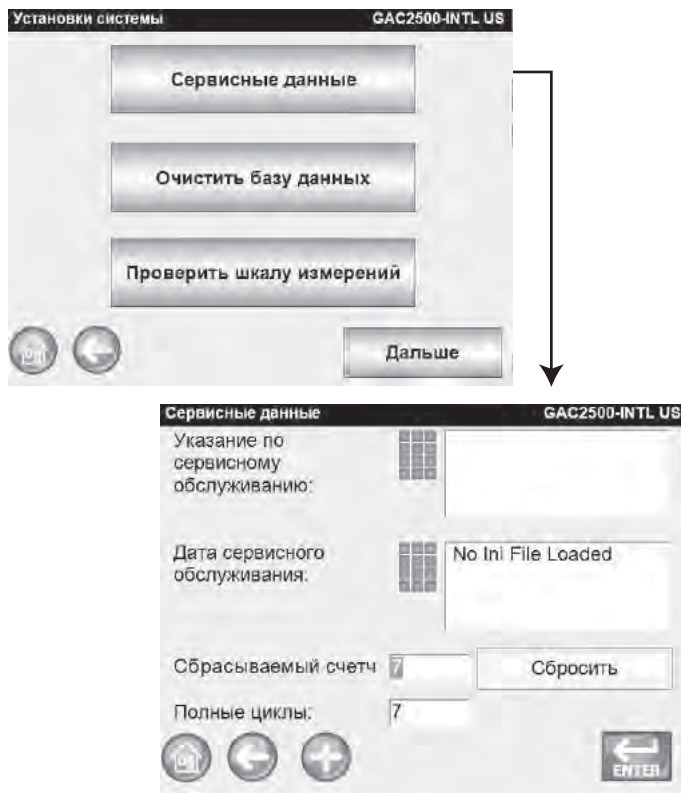 Установки системы GAC2500-INTL US
Сервисные данные
Очистить базу данных
Проверить шкалу измерений
Дальше
Сервисные данные GAC2500-INTL US
Указание по
сервисному
обслуживанию:
Дата сервисного
обслуживания:
No Ini File Loaded
Сбрасываемый счетч 7 Сбросить
Полные циклы: 7
ENTER